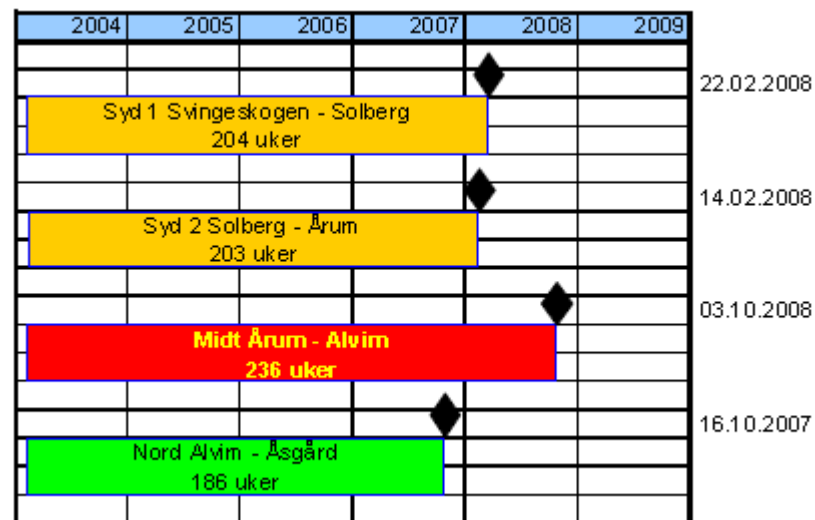 2004 2005 2006 2007 2008 2009
22.02.2008
Syd 1 Svingeskogen - Solberg
204 uker
14.02.2008
Syd 2 Solberg - Årum
203 uker
03.10.2008
Midt Årum - Alvim
236 uker
16.10.2007
Nord Alvim - Åsgård
186 uker